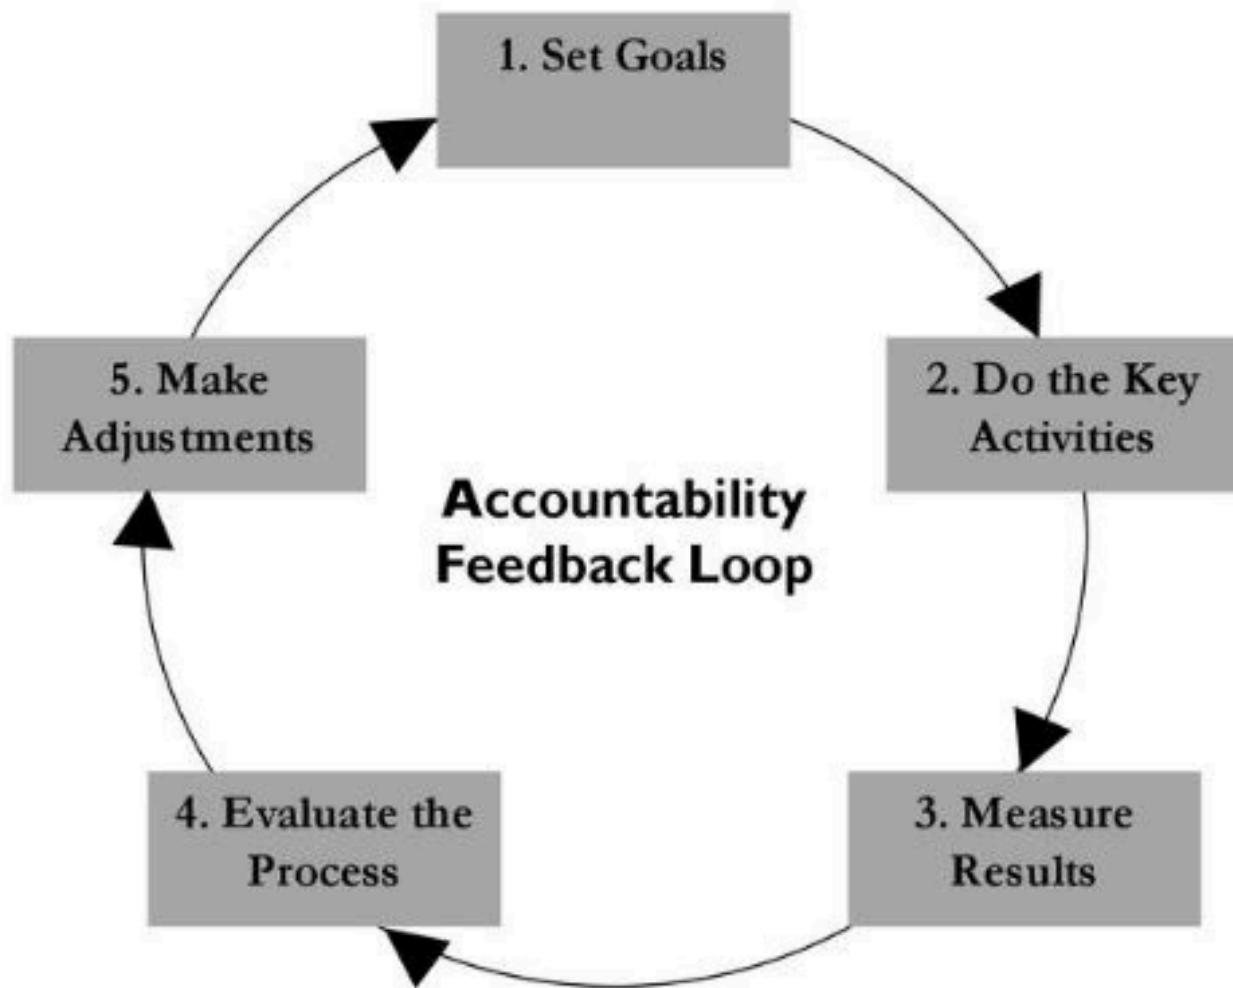 1. Set Goals
2. Do the Key
Activities
3. Measure
Results
4. Evaluate the
Process
5. Make
Adjustments
Accountability
Feedback Loop